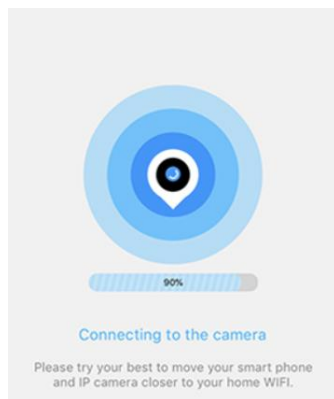 90%
Connecting to the camera
Please try your best to move your smart phone
and IP camera closer to your home WIFI.